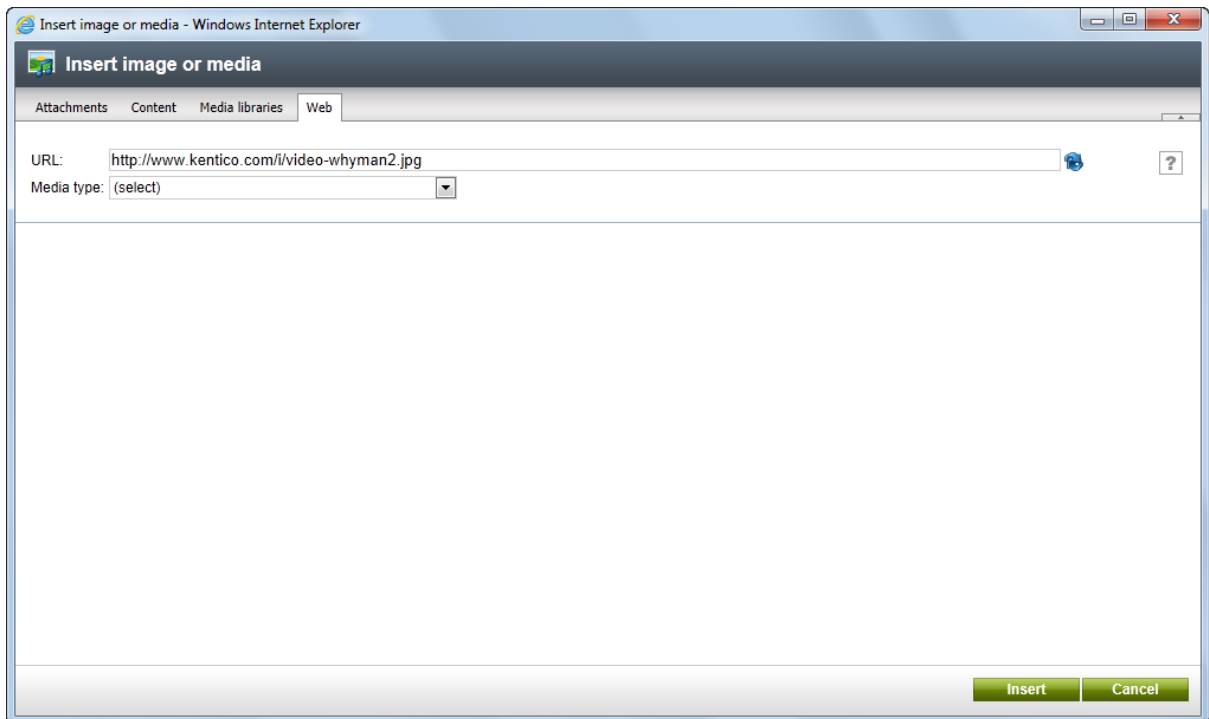 Insert image or media - Windows Internet Explorer
Insert image or media
Attachments Content Media libraries Web
URL: http://www.kentico.com/i/video-whyman2.jpg ?
Media type: (select)
Insert Cancel